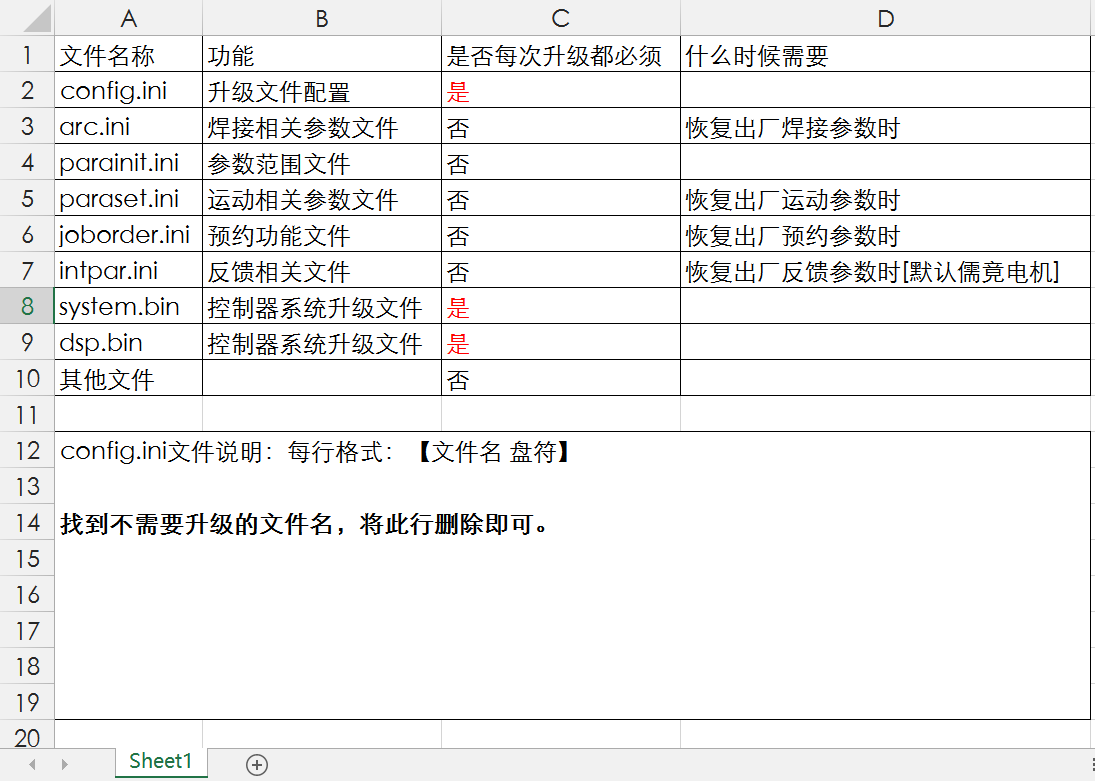 A B C D
1 文件名称 功能 是否每次升级都必须 什么时候需要
2 config.ini 升级文件配置 是
3 arc.ini 焊接相关参数文件 否 恢复出厂焊接参数时
4 parainit.ini 参数范围文件 否
5 paraset.ini 运动相关参数文件 否 恢复出厂运动参数时
6 joborder.ini 预约功能文件 否 恢复出厂预约参数时
7 intpar.ini 反馈相关文件 否 恢复出厂反馈参数时[默认儒竞电机]
8 system.bin 控制器系统升级文件 是
9 dsp.bin 控制器系统升级文件 是
10 其他文件 否
11
12 config.ini文件说明：每行格式：【文件名 盘符】
13
14 找到不需要升级的文件名，将此行删除即可。
15
16
17
18
19
20
Sheet1